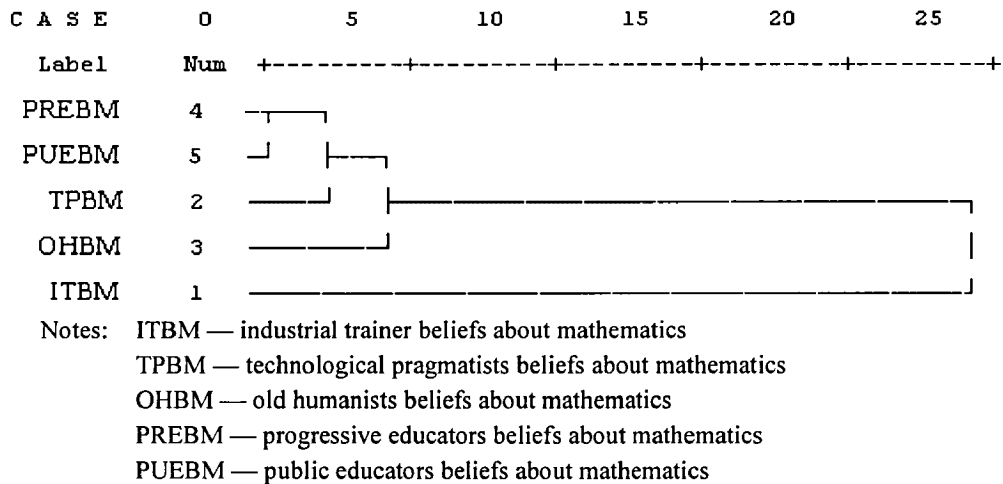 C A S E 0 5 10 15 20 25
Label Num +---------+---------+---------+---------+---------+
PREBM 4
PUEBM 5
TPBM 2
OHBM 3
ITBM 1
Notes: ITBM — industrial trainer beliefs about mathematics
TPBM — technological pragmatists beliefs about mathematics
OHBM — old humanists beliefs about mathematics
PREBM — progressive educators beliefs about mathematics
PUEBM — public educators beliefs about mathematics